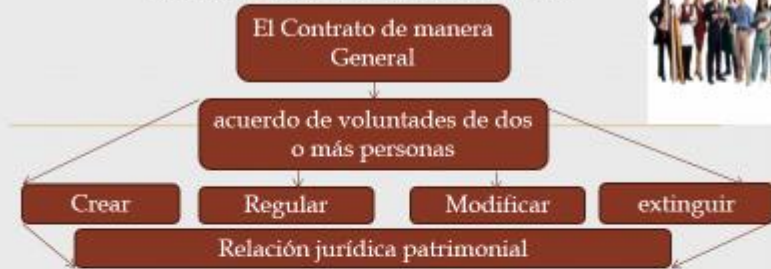 El Contrato de manera
General
acuerdo de voluntades de dos
o más personas
Crear
Regular
Modificar
extinguir
Relación jurídica patrimonial